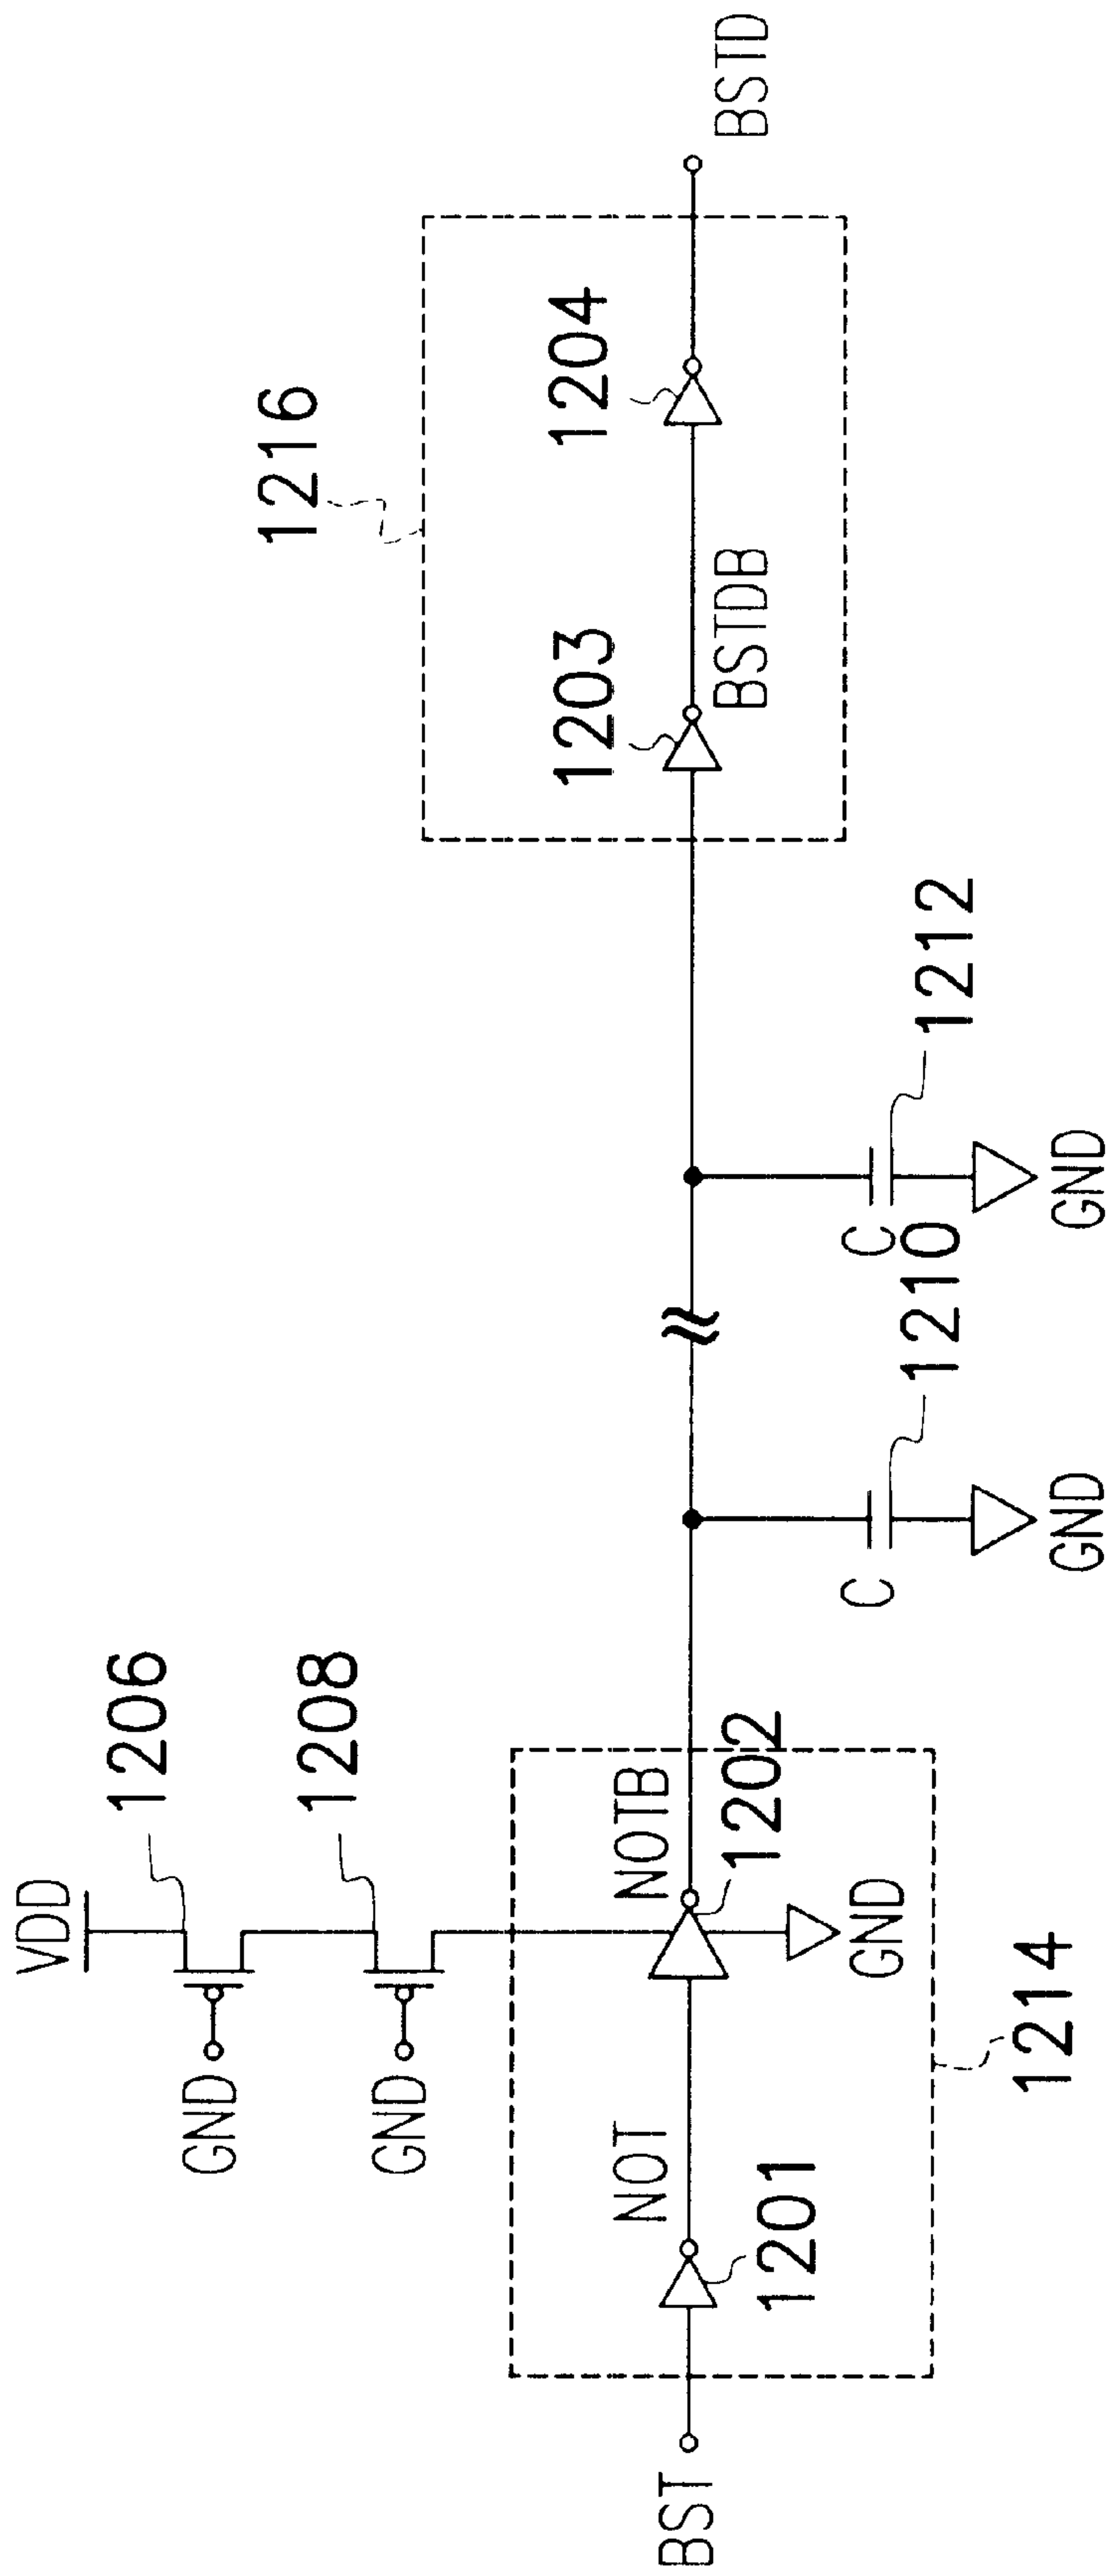 VDD
1206
GND
1208
GND
1216
NOT
NOTB
1203
1204
BST
BSTDB
BSTD
1201
1202
GND
1214
C
1210
C
1212
GND
GND